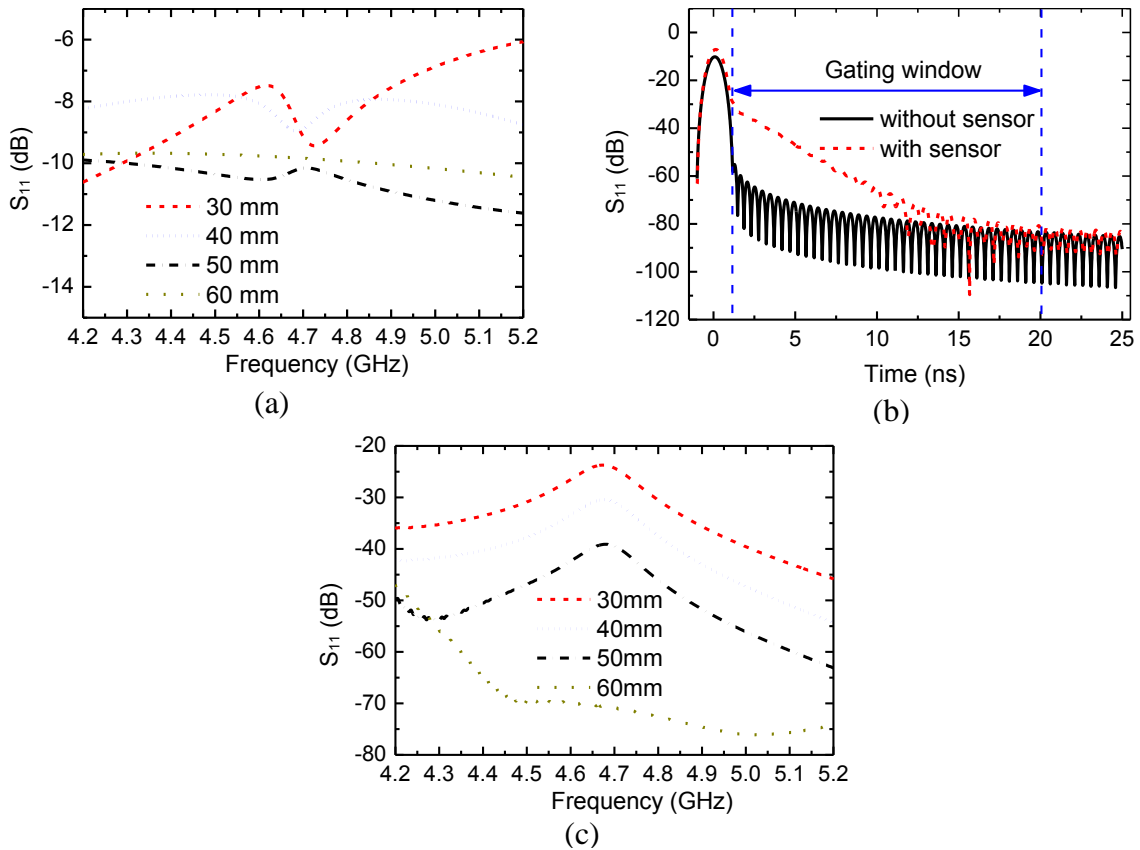 -6
-8
-10
-12
-14
S11 (dB)
30 mm
40 mm
50 mm
60 mm
4.2 4.3 4.4 4.5 4.6 4.7 4.8 4.9 5.0 5.1 5.2
Frequency (GHz)
(a)
0
-20
-40
-60
-80
-100
-120
S11 (dB)
Gating window
without sensor
with sensor
0 5 10 15 20 25
Time (ns)
(b)
-20
-30
-40
-50
-60
-70
-80
S11 (dB)
30mm
40mm
50mm
60mm
4.2 4.3 4.4 4.5 4.6 4.7 4.8 4.9 5.0 5.1 5.2
Frequency (GHz)
(c)